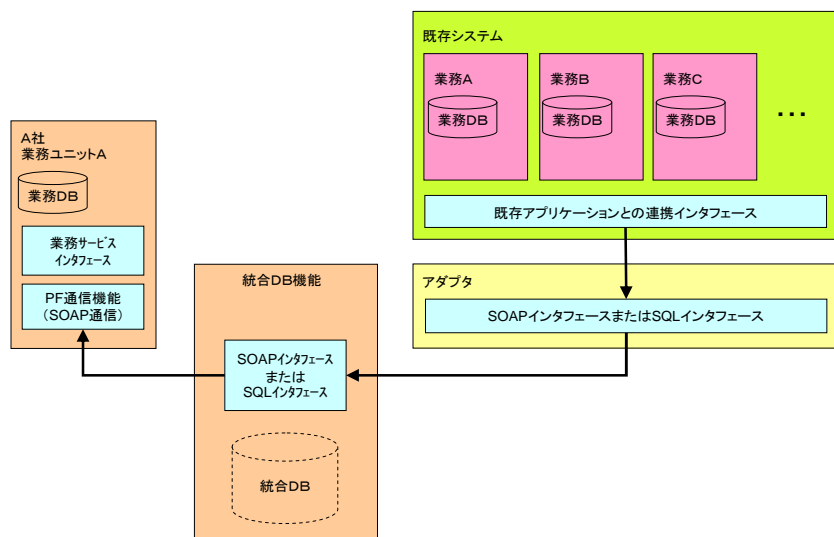 既存システム
業務A
業務DB
業務B
業務DB
業務C
業務DB
・・・
既存アプリケーションとの連携インタフェース
A社
業務ユニットA
業務DB
業務サービス
インタフェース
PF通信機能
（SOAP通信）
統合DB機能
SOAPインタフェース
または
SQLインタフェース
統合DB
アダプタ
SOAPインタフェースまたはSQLインタフェース